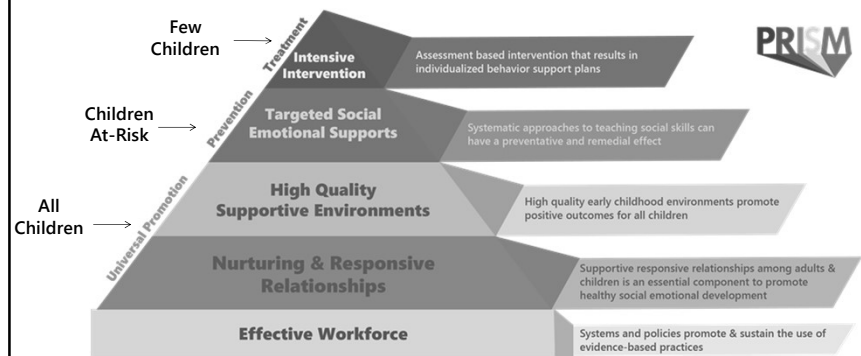 Few
Children
Treatment
Intensive
Intervention
Assessment based intervention that results in
individualized behavior support plans
PRISM
Children
At-Risk
Prevention
Targeted Social
Emotional Supports
Systematic approaches to teaching social skills can
have a preventative and remedial effect
All
Children
Universal Promotion
High Quality
Supportive Environments
High quality early childhood environments promote
positive outcomes for all children
Nurturing & Responsive
Relationships
Supportive responsive relationships among adults &
children is an essential component to promote
healthy social emotional development
Effective Workforce
Systems and policies promote & sustain the use of
evidence-based practices